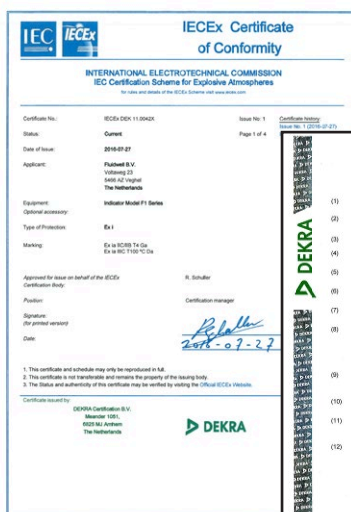 IEC IECEx
IECEx Certificate
of Conformity
INTERNATIONAL ELECTROTECHNICAL COMMISSION
IEC Certification Scheme for Explosive Atmospheres
for rules and details of the IECEx Scheme visit www.iecex.com
Certificate No.: IECEx DEK 11.0042X Issue No: 1 Certificate history:
Issue No. 1 (2016-07-27)
Status: Current Page 1 of 4
Date of Issue: 2016-07-27
Applicant: Fluidwell B.V.
Voltaweg 23
5466 AZ Veghel
The Netherlands
Equipment: Indicator Model F1 Series
Optional accessory:
Type of Protection: Ex i
Marking: Ex ia IIC/IIB T4 Ga
Ex ia IIIC T100 °C Da
Approved for issue on behalf of the IECEx R. Schuller
Certification Body:
Position: Certification manager
Signature:
(for printed version)
Date: 2016-07-27
1. This certificate and schedule may only be reproduced in full.
2. This certificate is not transferable and remains the property of the issuing body.
3. The Status and authenticity of this certificate may be verified by visiting the Official IECEx Website.
Certificate issued by:
DEKRA Certification B.V.
Meander 1051,
6825 MJ Arnhem
The Netherlands
DEKRA
DEKRA
(1)
(2)
(3)
(4)
(5)
(6)
(7)
(8)
(9)
(10)
(11)
(12)